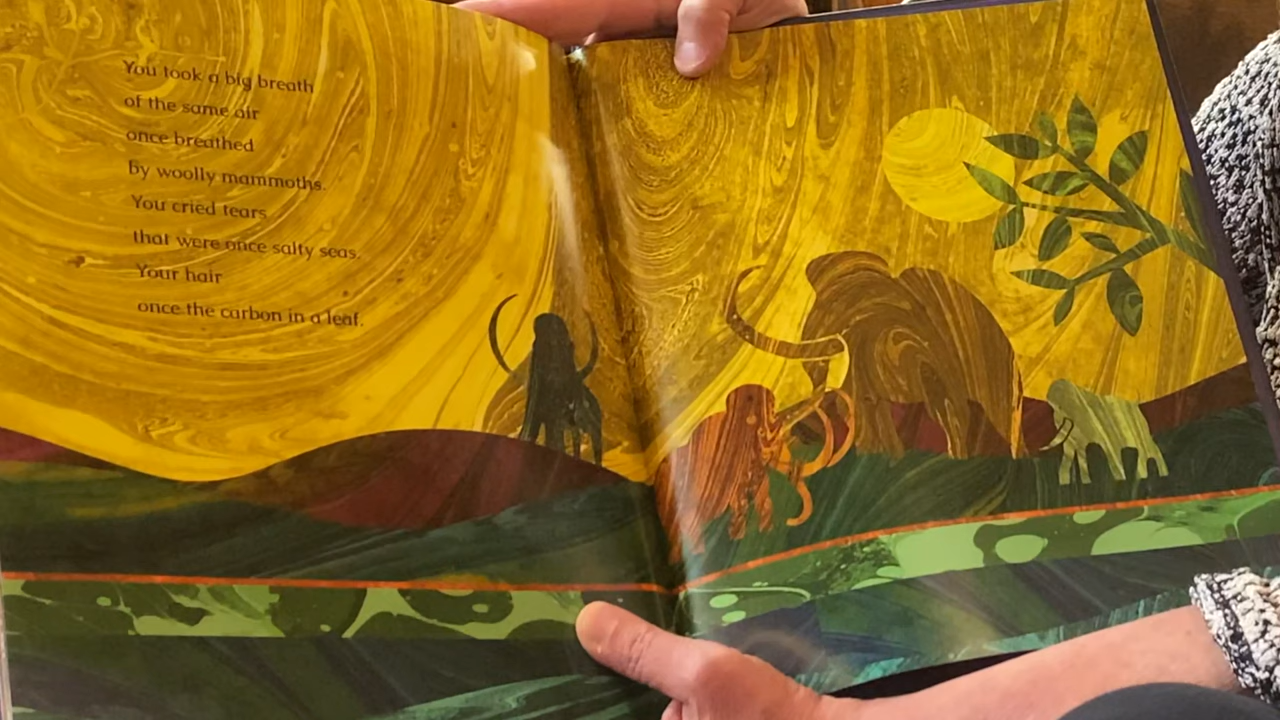 You took a big breath
of the same air
once breathed
by woolly mammoths.
You cried tears
that were once salty seas.
Your hair
once the carbon in a leaf.